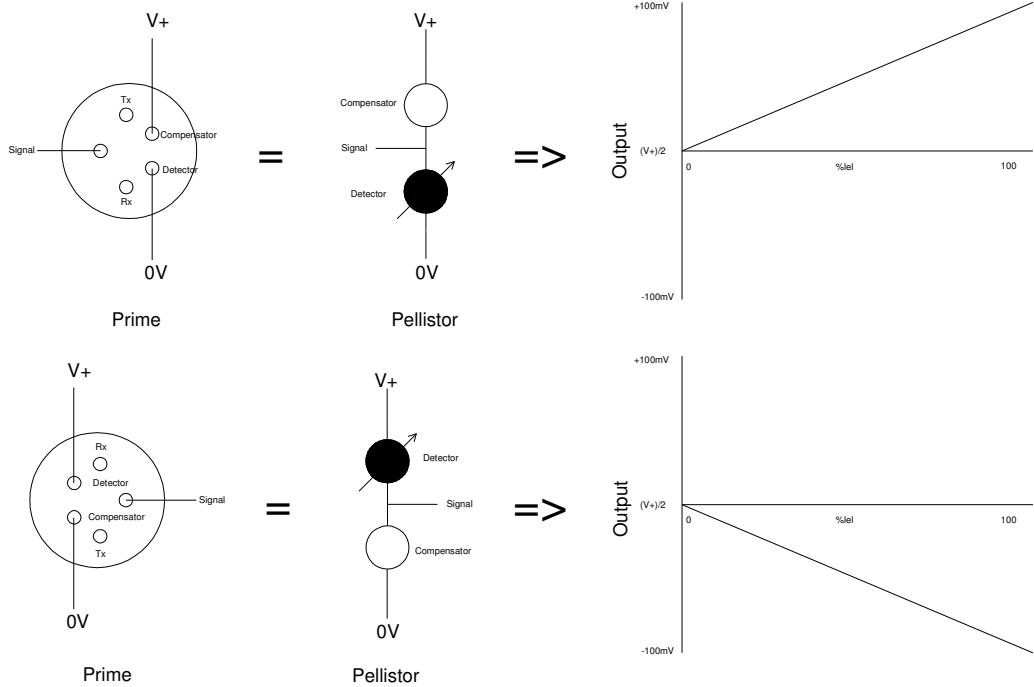 V+
Tx
Compensator
Signal
Detector
Rx
0V
Prime
=
V+
Compensator
Signal
Detector
0V
Pellistor
=>
+100mV
Output
(V+)/2
0
%lel
100
-100mV
V+
Rx
Detector
Signal
Compensator
Tx
0V
Prime
=
V+
Detector
Signal
Compensator
0V
Pellistor
=>
+100mV
Output
(V+)/2
0
%lel
100
-100mV